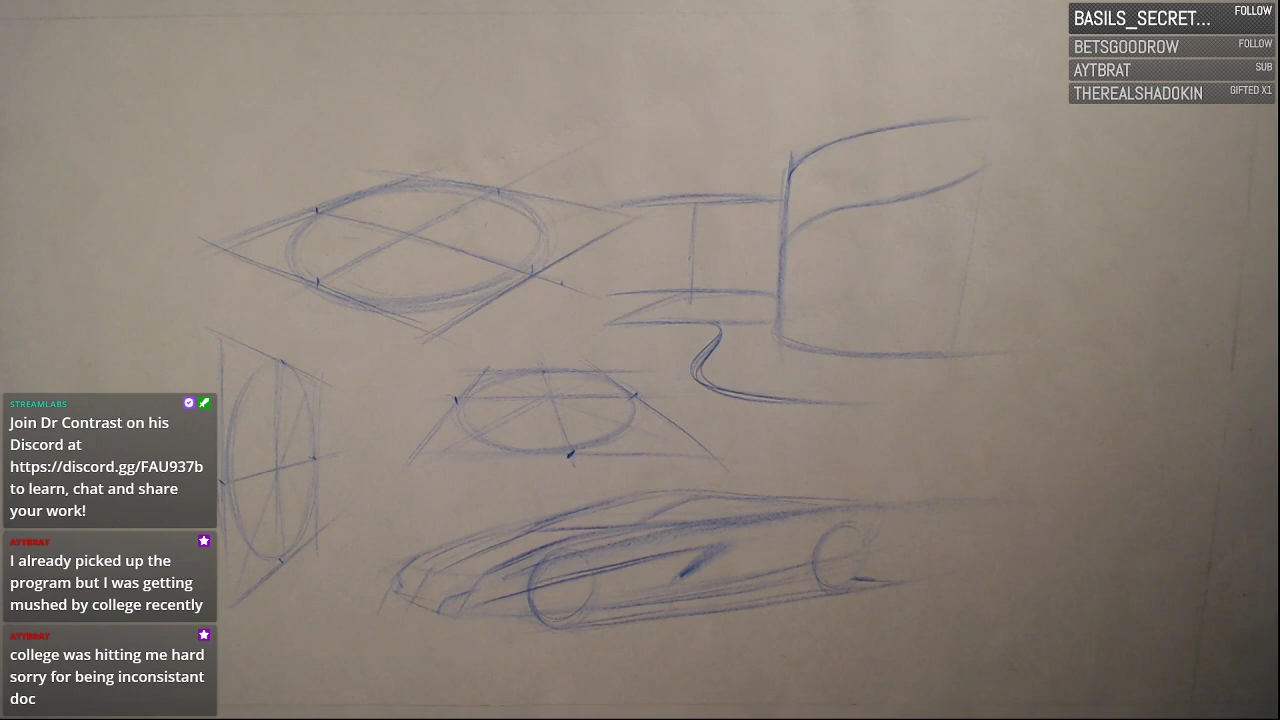 BASILS_SECRET...
FOLLOW
BETSGOODROW
FOLLOW
AYTBRAT
SUB
THEREALSHADOKIN
GIFTED X1
STREAMLABS
Join Dr Contrast on his
Discord at
https://discord.gg/FAU937b
to learn, chat and share
your work!
AYTBRAT
I already picked up the
program but I was getting
mushed by college recently
AYTBRAT
college was hitting me hard
sorry for being inconsistant
doc